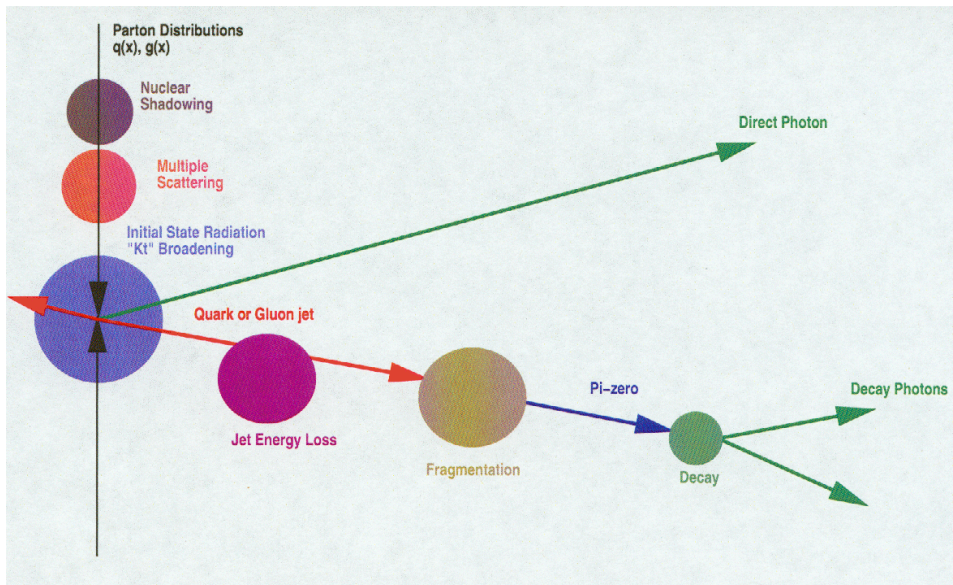 Parton Distributions
q(x), g(x)
Nuclear
Shadowing
Multiple
Scattering
Initial State Radiation
"Kt" Broadening
Direct Photon
Quark or Gluon jet
Jet Energy Loss
Fragmentation
Pi-zero
Decay
Decay Photons